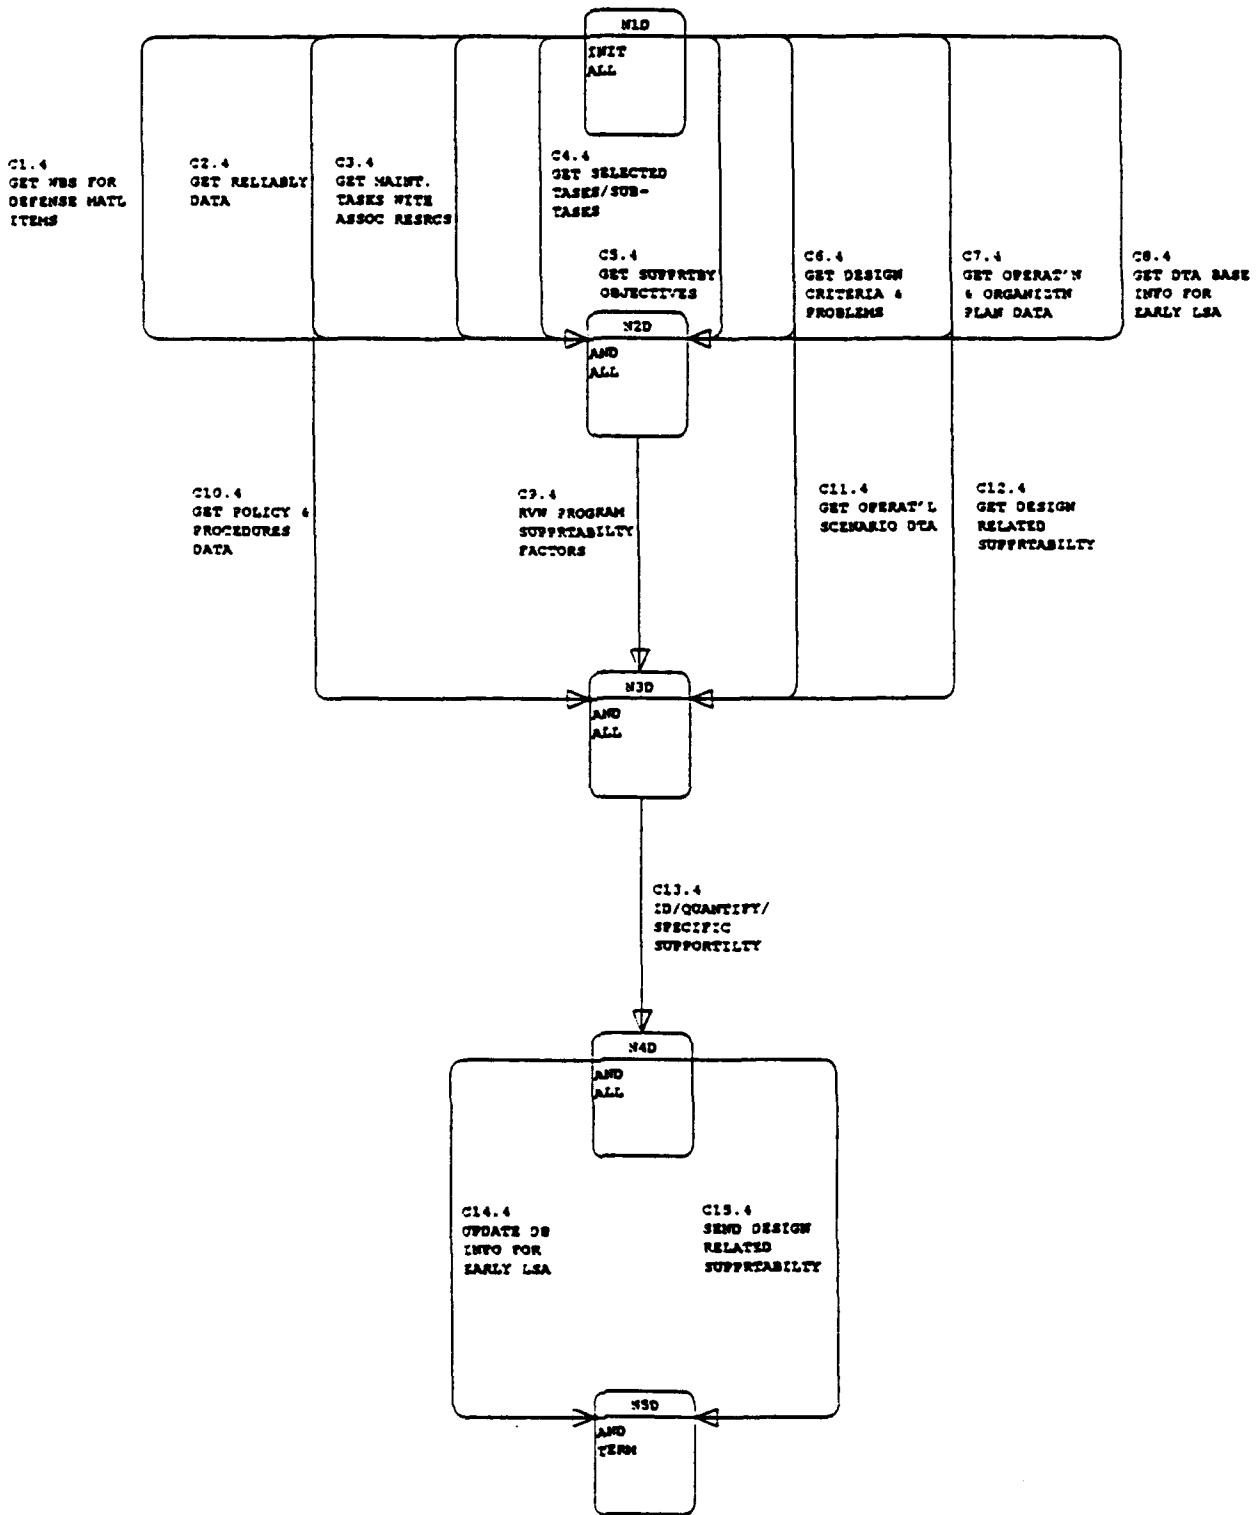 N1D
INIT
ALL
C1.4
GET WBS FOR
DEFENSE MATL
ITEMS
C2.4
GET RELIABLY
DATA
C3.4
GET MAINT.
TASKS WITH
ASSOC RESRCS
C4.4
GET SELECTED
TASKS/SUB-
TASKS
C5.4
GET SUPPRTBY
OBJECTIVES
C6.4
GET DESIGN
CRITERIA &
PROBLEMS
C7.4
GET OPERAT'N
& ORGANIZTN
PLAN DATA
C8.4
GET DTA BASE
INFO FOR
EARLY LSA
N2D
AND
ALL
C10.4
GET POLICY &
PROCEDURES
DATA
C9.4
RVW PROGRAM
SUPPRTABILTY
FACTORS
C11.4
GET OPERAT'L
SCENARIO DTA
C12.4
GET DESIGN
RELATED
SUPPRTABILTY
N3D
AND
ALL
C13.4
ID/QUANTIFY/
SPECIFIC
SUPPORTILTY
N4D
AND
ALL
C14.4
UPDATE DB
INFO FOR
EARLY LSA
C15.4
SEND DESIGN
RELATED
SUPPRTABILTY
N5D
AND
TERM